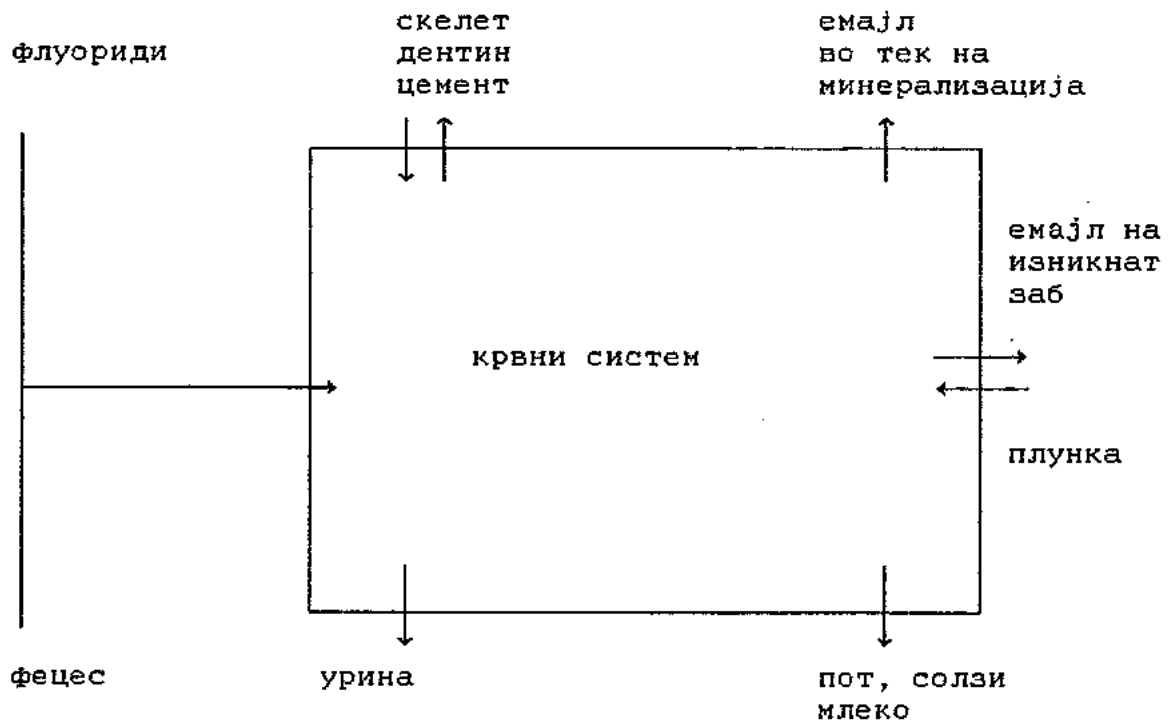 флуориди
скелет
дентин
цемент
емајл
во тек на
минерализација
емајл на
изникнат
заб
крвни систем
плунка
фецес
урина
пот, солзи
млеко